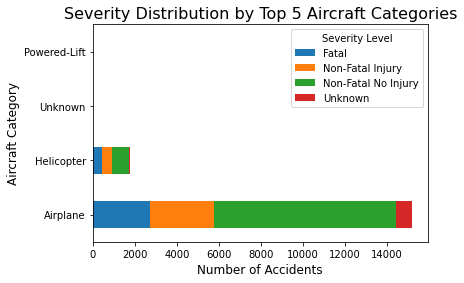 Severity Distribution by Top 5 Aircraft Categories
Severity Level
Fatal
Non-Fatal Injury
Non-Fatal No Injury
Unknown
Aircraft Category
Powered-Lift
Unknown
Helicopter
Airplane
0 2000 4000 6000 8000 10000 12000 14000
Number of Accidents